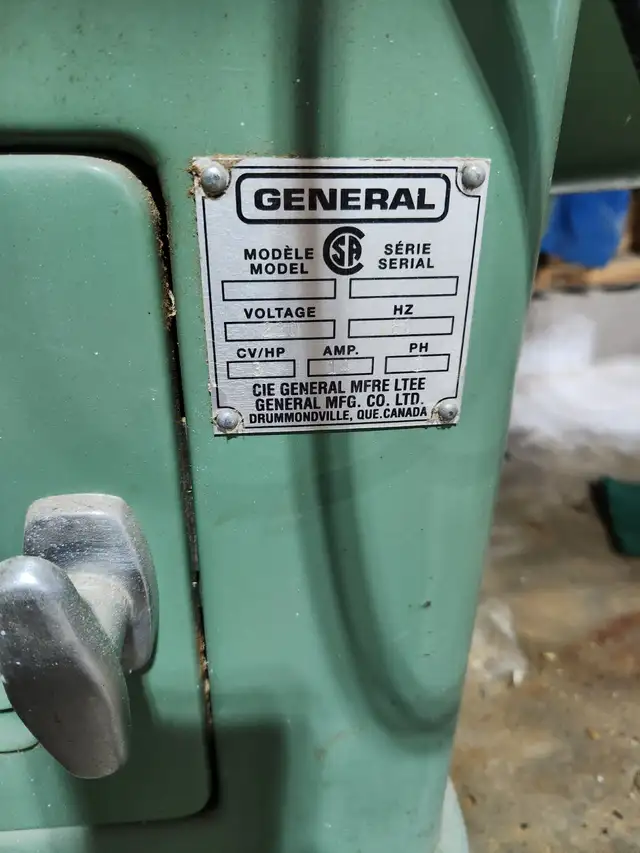 GENERAL
MODÈLE SÉRIE
MODEL SERIAL
VOLTAGE HZ
CV/HP AMP. PH
CIE GENERAL MFRE LTEE
GENERAL MFG. CO. LTD.
DRUMMONDVILLE, QUE. CANADA